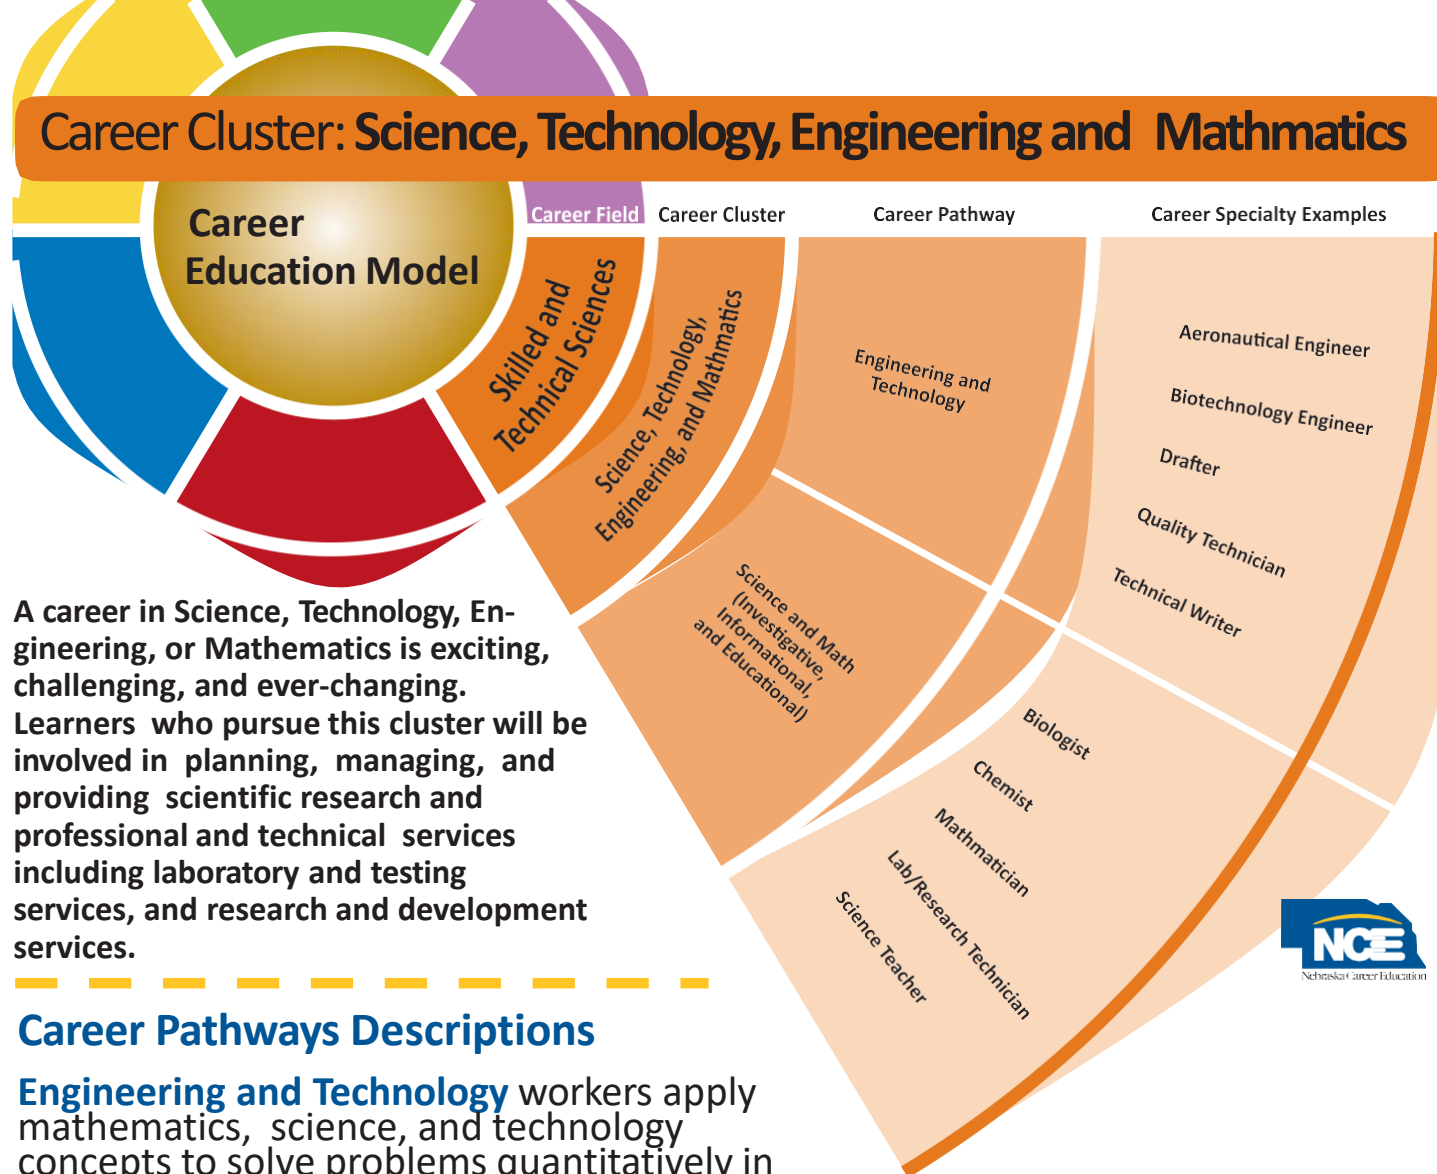 Career Cluster: Science, Technology, Engineering and Mathmatics
Career Field
Career Cluster
Career Pathway
Career Specialty Examples
Career
Education Model
Skilled and
Technical Sciences
Science, Technology,
Engineering, and Mathmatics
Engineering and
Technology
Aeronautical Engineer
Biotechnology Engineer
Drafter
Quality Technician
Technical Writer
Science and Math
(Investigative,
Informational,
and Educational)
Biologist
Chemist
Mathmatician
Lab/Research Technician
Science Teacher
A career in Science, Technology, En-
gineering, or Mathematics is exciting,
challenging, and ever-changing.
Learners who pursue this cluster will be
involved in planning, managing, and
providing scientific research and
professional and technical services
including laboratory and testing
services, and research and development
services.
NCE
Nebraska Career Education
Career Pathways Descriptions
Engineering and Technology workers apply
mathematics, science, and technology
concepts to solve problems quantitatively in